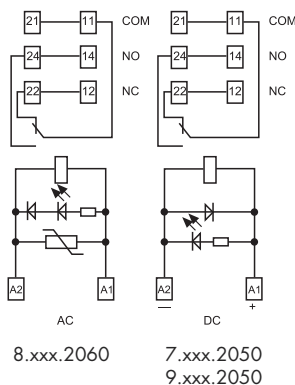 21 11 COM 21 11 COM
24 14 NO 24 14 NO
22 12 NC 22 12 NC
A2 A1 A2 A1
— +
AC DC
8.xxx.2060 7.xxx.2050
9.xxx.2050